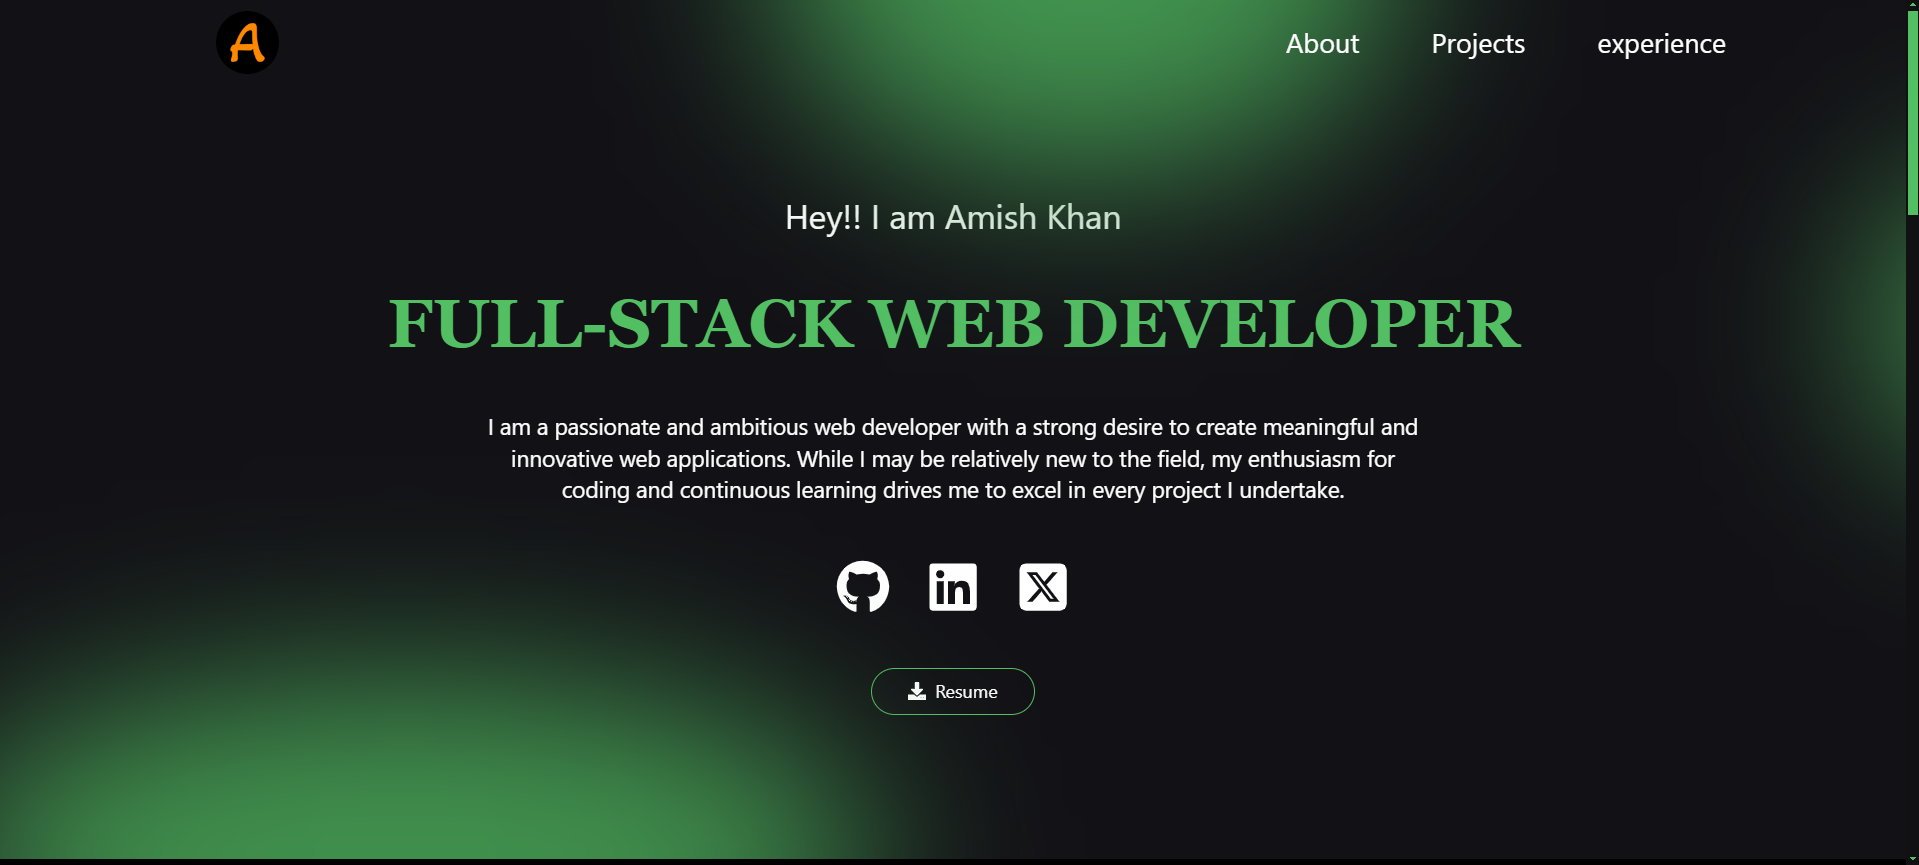 A
About
Projects
experience
Hey!! I am Amish Khan
FULL-STACK WEB DEVELOPER
I am a passionate and ambitious web developer with a strong desire to create meaningful and
innovative web applications. While I may be relatively new to the field, my enthusiasm for
coding and continuous learning drives me to excel in every project I undertake.
in
X
Resume